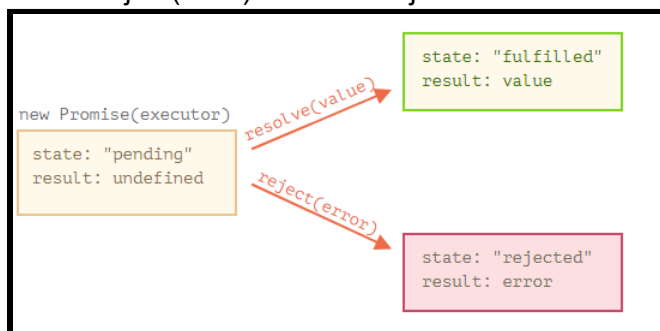 state: "fulfilled"
result: value
resolve(value)
new Promise(executor)
state: "pending"
result: undefined
reject(error)
state: "rejected"
result: error